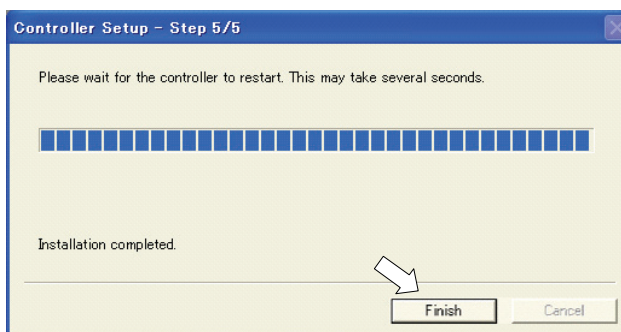 Controller Setup - Step 5/5
Please wait for the controller to restart. This may take several seconds.
Installation completed.
Finish
Cancel